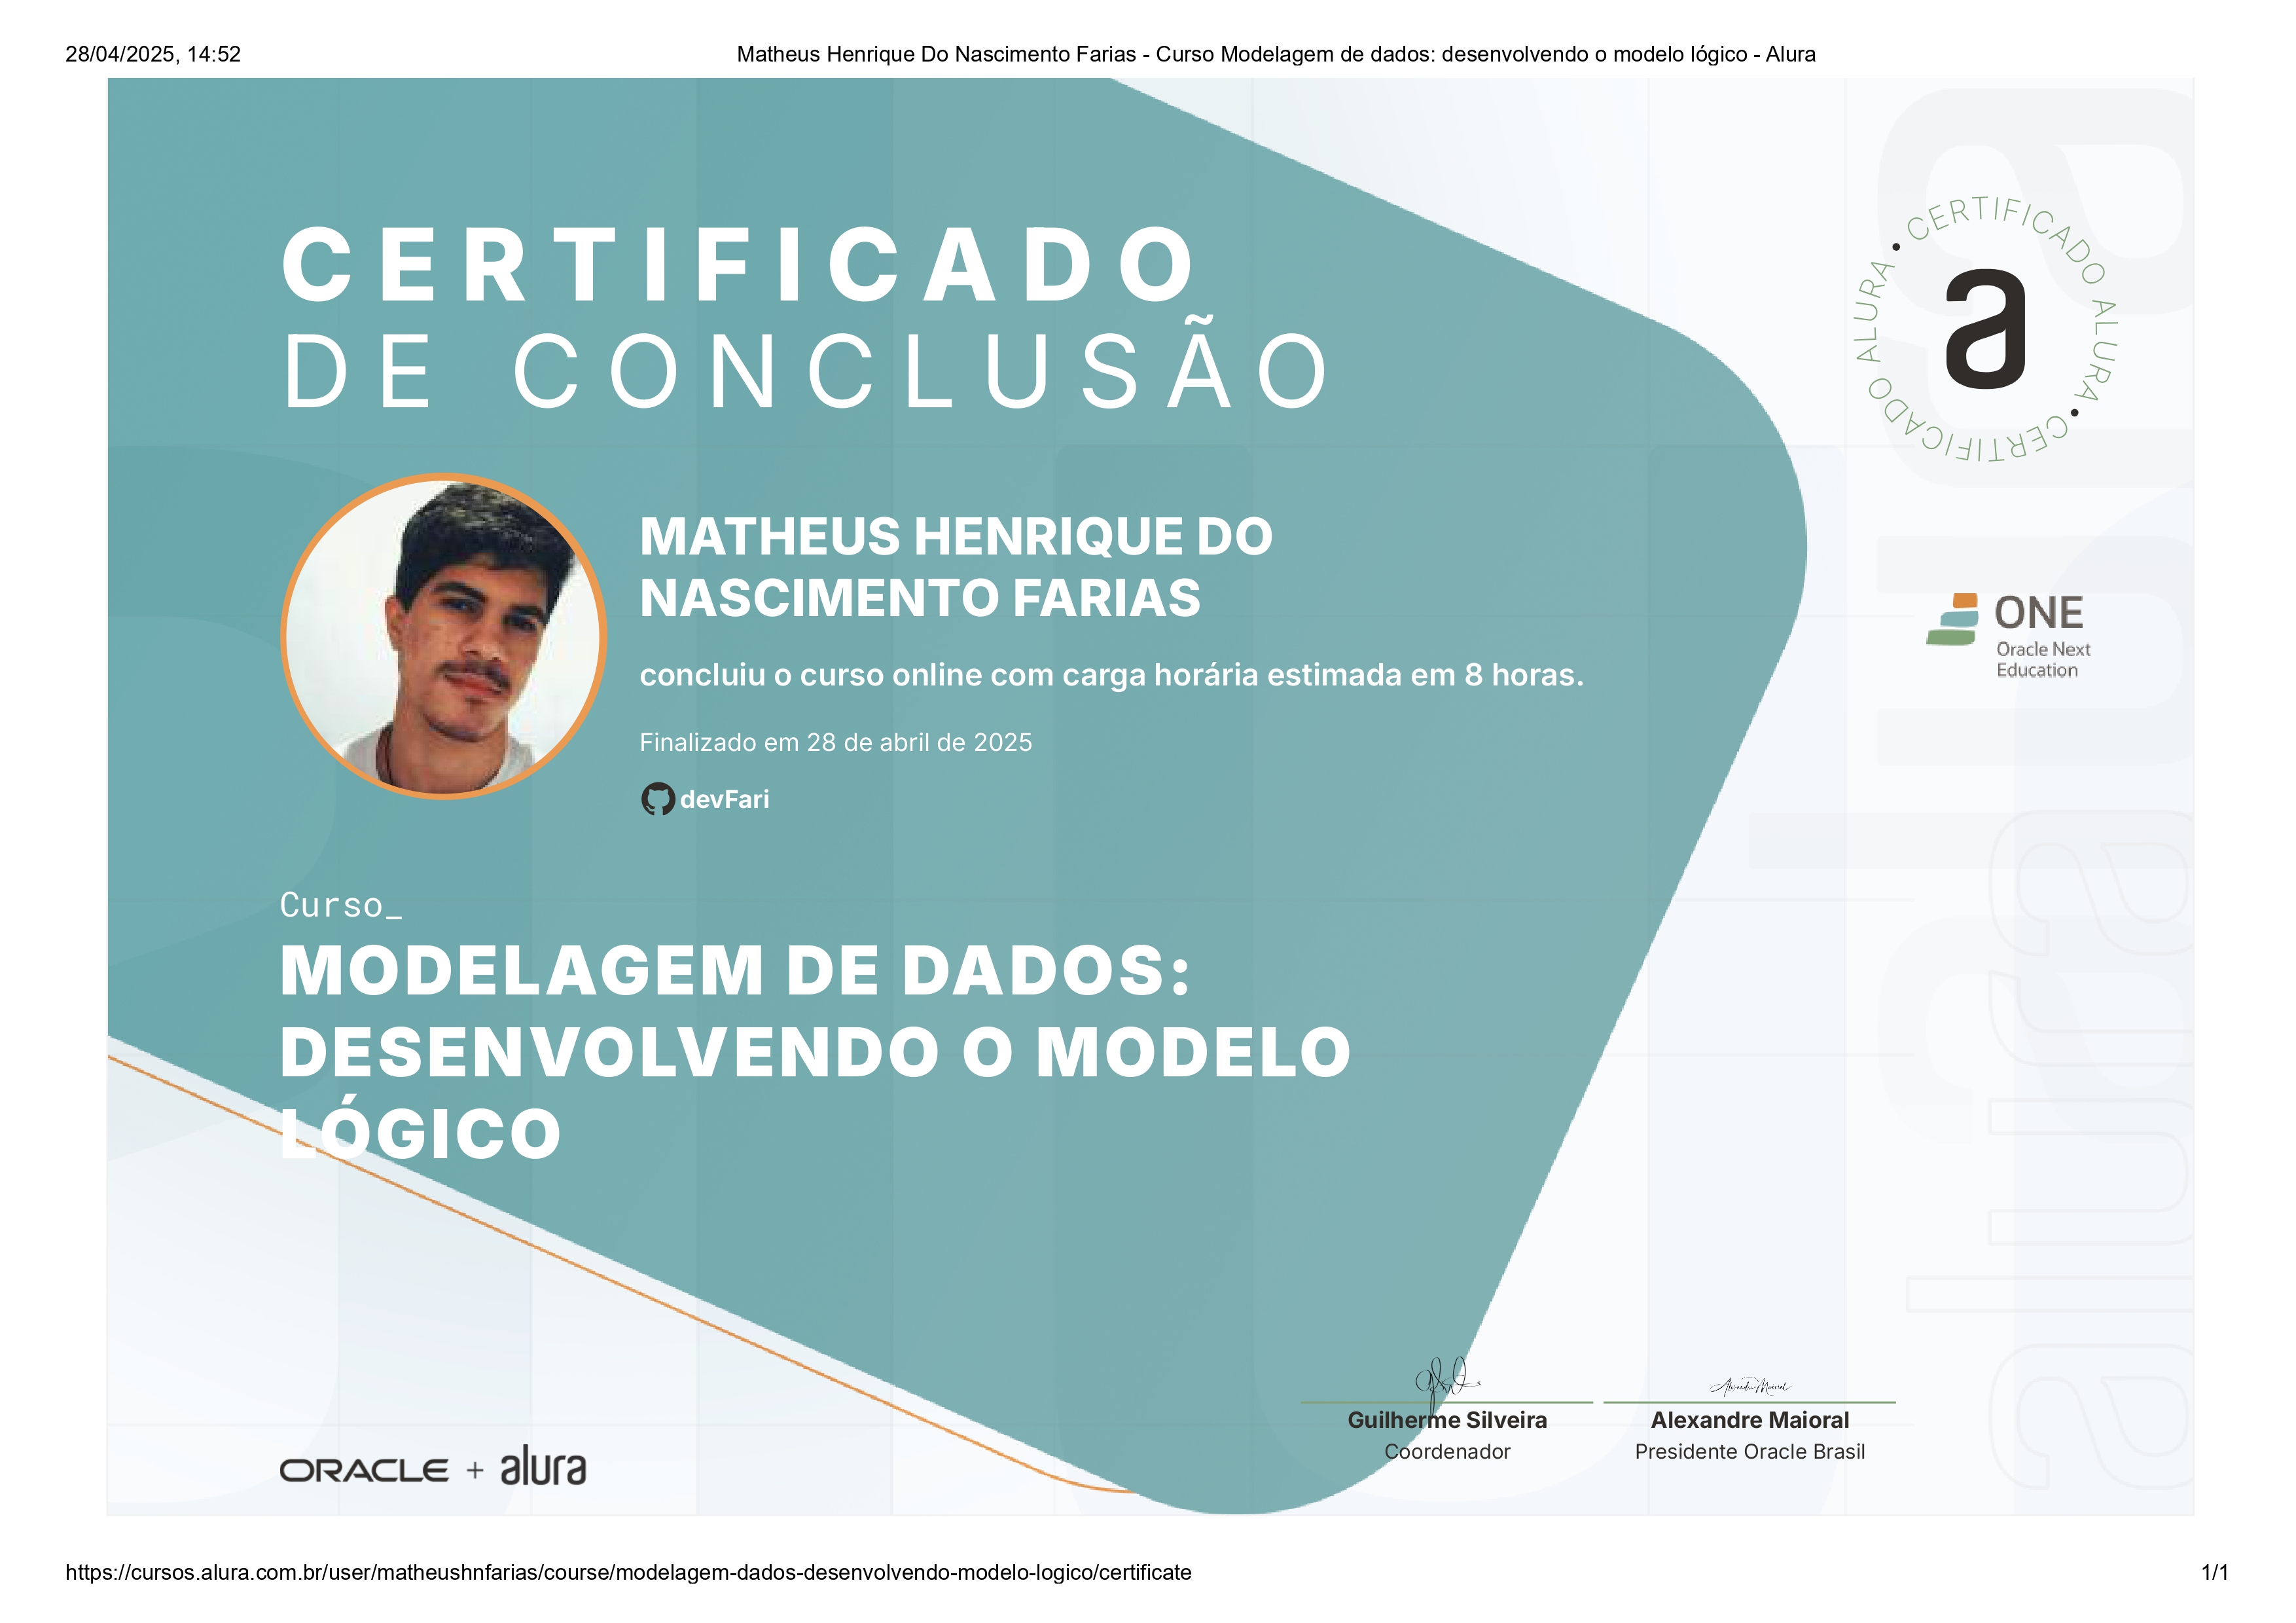 28/04/2025, 14:52
Matheus Henrique Do Nascimento Farias - Curso Modelagem de dados: desenvolvendo o modelo lógico - Alura
CERTIFICADO
DE CONCLUSÃO
CERTIFICADO ALURA • CERTIFICADO ALURA •
a
MATHEUS HENRIQUE DO
NASCIMENTO FARIAS
concluiu o curso online com carga horária estimada em 8 horas.
Finalizado em 28 de abril de 2025
devFari
ONE
Oracle Next
Education
Curso_
MODELAGEM DE DADOS:
DESENVOLVENDO O MODELO
LÓGICO
alura
Alexandre Maioral
Guilherme Silveira
Coordenador
Alexandre Maioral
Presidente Oracle Brasil
ORACLE + alura
https://cursos.alura.com.br/user/matheushnfarias/course/modelagem-dados-desenvolvendo-modelo-logico/certificate
1/1